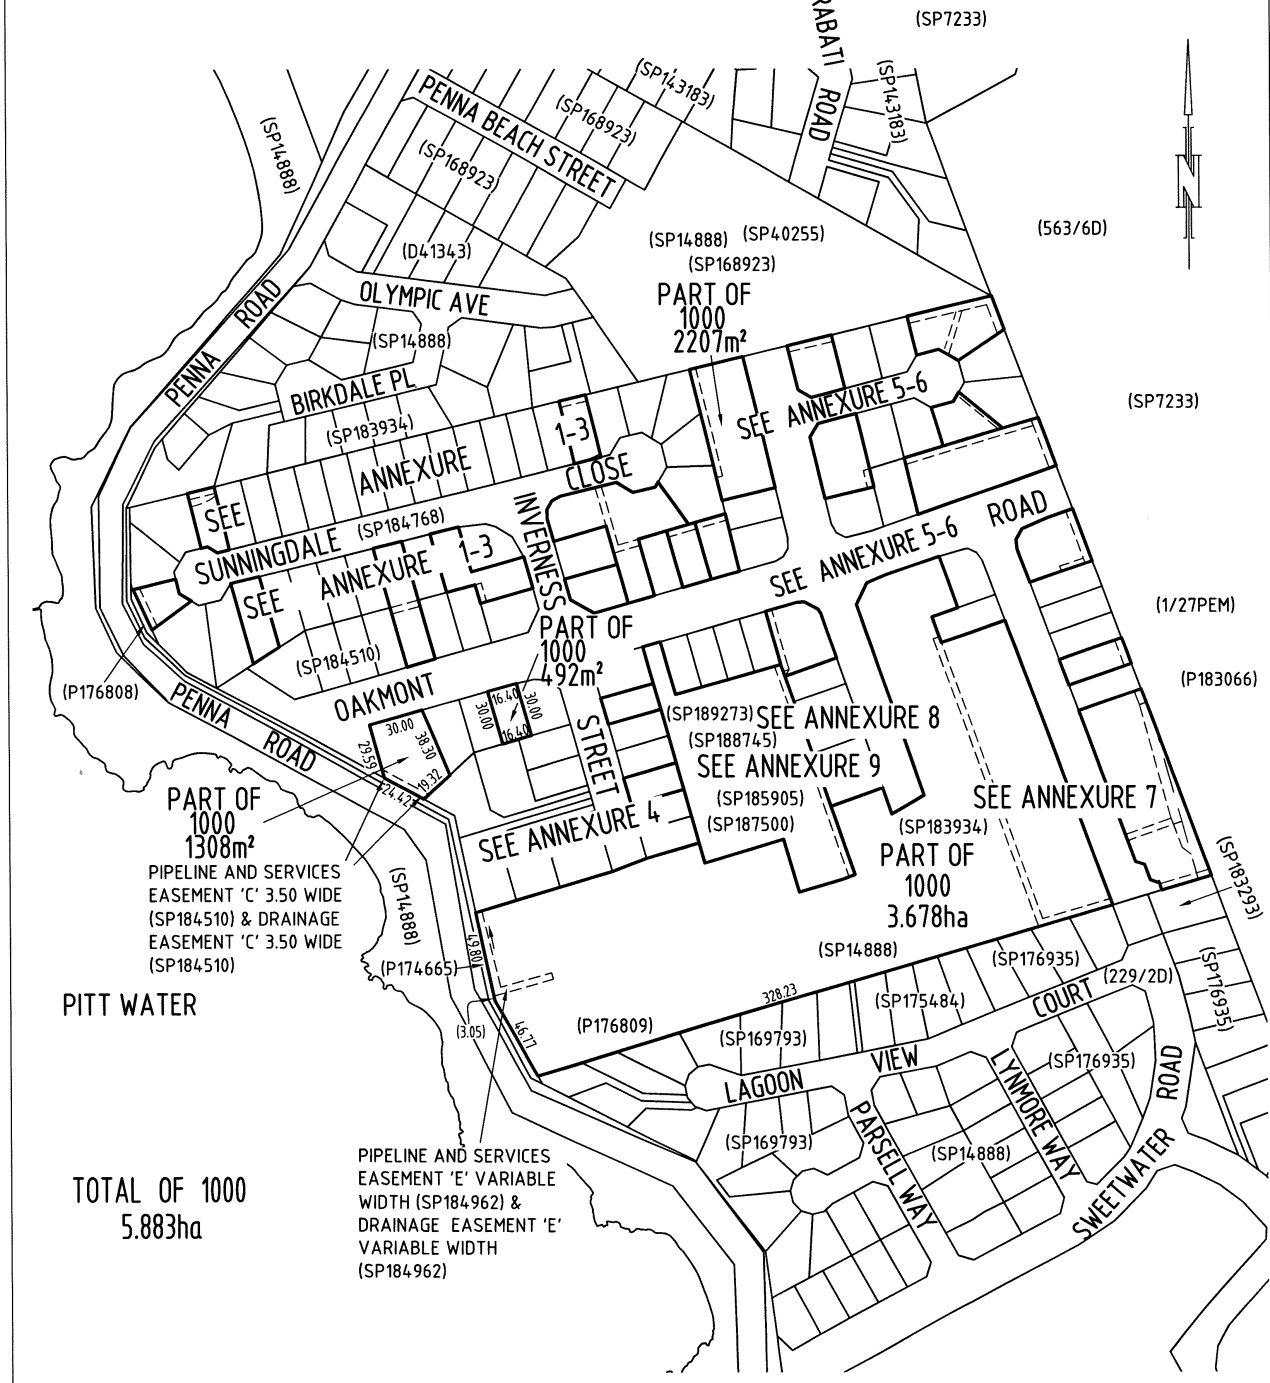 (SP7233)
RABATI
ROAD
(SP143183)
(SP143183)
PENNA BEACH STREET
(SP168923)
(SP168923)
(SP14888)
N
(563/6D)
(SP14888) (SP40255)
(SP168923)
(D41343)
PENNA ROAD
OLYMPIC AVE
PART OF
1000
2207m²
(SP14888)
BIRKDALE PL
SEE ANNEXURE 5-6
(SP7233)
(SP183934)
1-3
SEE ANNEXURE
CLOSE
INVERNESS
STREET
SUNNINGDALE
(SP184768)
SEE ANNEXURE 1-3
SEE ANNEXURE 5-6
ROAD
(1/27PEM)
PART OF
1000
492m²
(SP184510)
(P176808)
(P183066)
OAKMONT
PENNA ROAD
16.40
30.00
30.00
16.40
30.00
29.59
38.30
19.32
24.42
(SP189273)
SEE ANNEXURE 8
(SP188745)
SEE ANNEXURE 9
(SP185905)
(SP187500)
SEE ANNEXURE 7
SEE ANNEXURE 4
PART OF
1000
1308m²
PIPELINE AND SERVICES
EASEMENT 'C' 3.50 WIDE
(SP184510) & DRAINAGE
EASEMENT 'C' 3.50 WIDE
(SP184510)
(SP14888)
(SP183934)
PART OF
1000
3.678ha
(SP183293)
(SP14888)
49.80
(P174665)
(SP176935)
(229/2D)
(SP176935)
PITT WATER
328.23
(SP175484)
COURT
(3.05)
46.77
(P176809)
(SP169793)
VIEW
LAGOON
LYNMORE WAY
(SP176935)
ROAD
PARSELL WAY
(SP169793)
(SP14888)
SWEETWATER
PIPELINE AND SERVICES
EASEMENT 'E' VARIABLE
WIDTH (SP184962) &
DRAINAGE EASEMENT 'E'
VARIABLE WIDTH
(SP184962)
TOTAL OF 1000
5.883ha